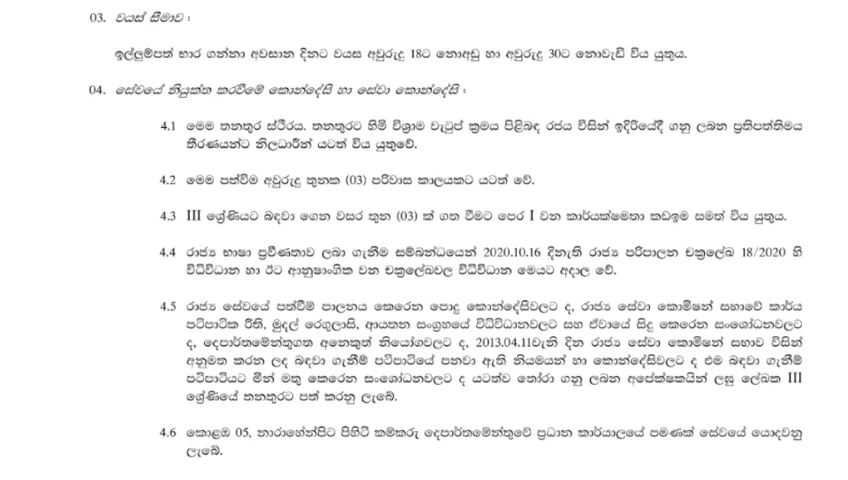 03. වයස් සීමාව :
ඉල්ලුම්පත් භාර ගන්නා අවසාන දිනට වයස අවුරුදු 18ට නොඅඩු හා අවුරුදු 30ට නොවැඩි විය යුතුය.
04. සේවයේ නියුක්ත කරවීමේ කොන්දේසි හා සේවා කොන්දේසි :
4.1 මෙම තනතුර ස්ථිරය. තනතුරට හිමි විශ්‍රාම වැටුප් ක්‍රමය පිළිබඳ රජය විසින් ඉදිරියේදී ගනු ලබන ප්‍රතිපත්තිමය
තීරණයන්ට නිලධාරීන් යටත් විය යුතුවේ.
4.2 මෙම පත්වීම අවුරුදු තුනක (03) පරිවාස කාලයකට යටත් වේ.
4.3 III ශ්‍රේණියට බඳවා ගෙන වසර තුන (03) ක් ගත වීමට පෙර I වන කාර්යක්ෂමතා කඩඉම සමත් විය යුතුය.
4.4 රාජ්‍ය භාෂා ප්‍රවීණතාව ලබා ගැනීම සම්බන්ධයෙන් 2020.10.16 දිනැති රාජ්‍ය පරිපාලන චක්‍රලේඛ 18/2020 හි
විධිවිධාන හා ඊට ආනුෂාංගික වන චක්‍රලේඛවල විධිවිධාන මෙයට අදාල වේ.
4.5 රාජ්‍ය සේවයේ පත්වීම් පාලනය කෙරෙන පොදු කොන්දේසිවලට ද, රාජ්‍ය සේවා කොමිෂන් සභාවේ කාර්ය
පටිපාටික රීති, මුදල් රෙගුලාසි, ආයතන සංග්‍රහයේ විධිවිධානවලට සහ ඒවායේ සිදු කෙරෙන සංශෝධනවලට
ද, දෙපාර්තමේන්තුගත අනෙකුත් නියෝගවලට ද, 2013.04.11වැනි දින රාජ්‍ය සේවා කොමිෂන් සභාව විසින්
අනුමත කරන ලද බඳවා ගැනීම් පටිපාටියේ පනවා ඇති නියමයන් හා කොන්දේසිවලට ද එම බඳවා ගැනීම්
පටිපාටියට මින් මතු කෙරෙන සංශෝධනවලට ද යටත්ව තෝරා ගනු ලබන අපේක්ෂකයින් ලඝු ලේඛක III
ශ්‍රේණියේ තනතුරට පත් කරනු ලැබේ.
4.6 කොළඹ 05, නාරාහේන්පිට පිහිටි කම්කරු දෙපාර්තමේන්තුවේ ප්‍රධාන කාර්යාලයේ පමණක් සේවයේ යොදවනු
ලැබේ.